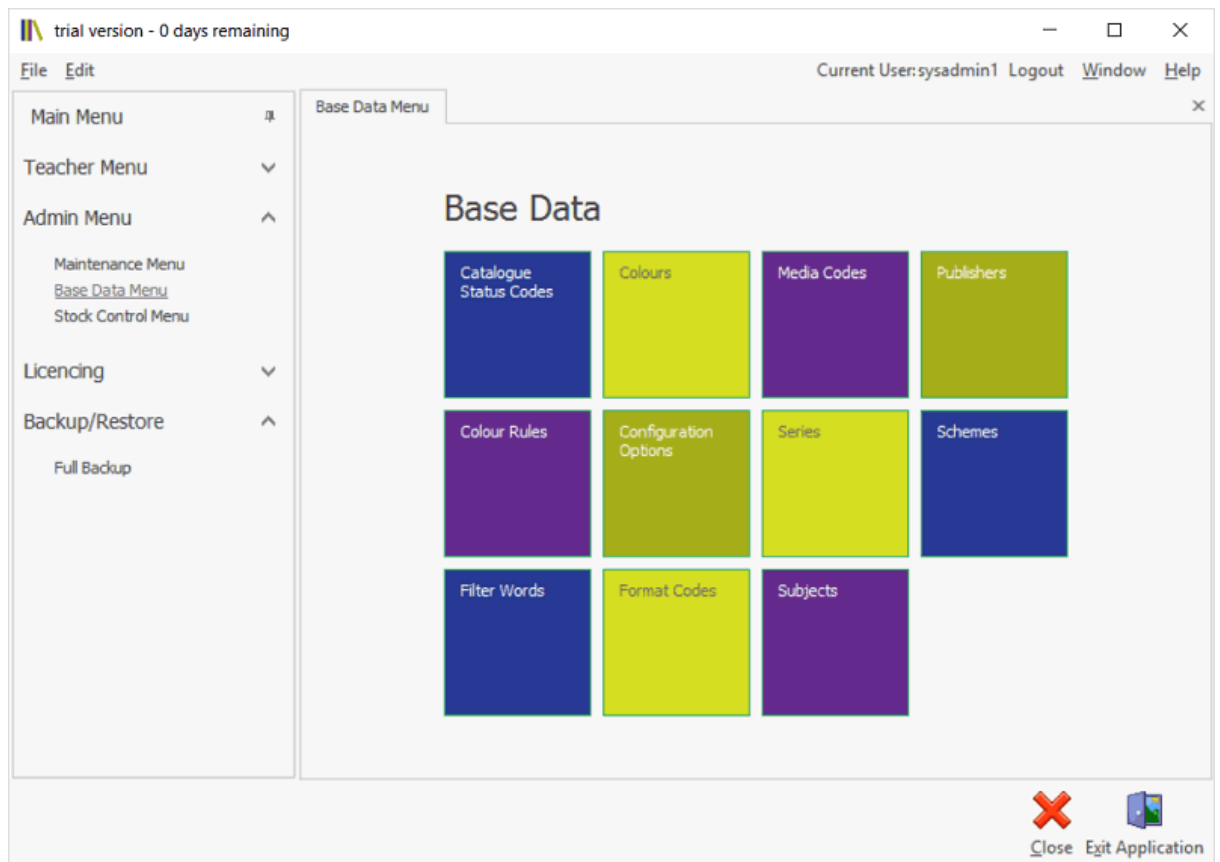 trial version - 0 days remaining
File Edit
Current User: sysadmin1 Logout Window Help
Main Menu
Teacher Menu
Admin Menu
Maintenance Menu
Base Data Menu
Stock Control Menu
Licencing
Backup/Restore
Full Backup
Base Data Menu
Base Data
Catalogue
Status Codes
Colours
Media Codes
Publishers
Colour Rules
Configuration
Options
Series
Schemes
Filter Words
Format Codes
Subjects
Close Exit Application